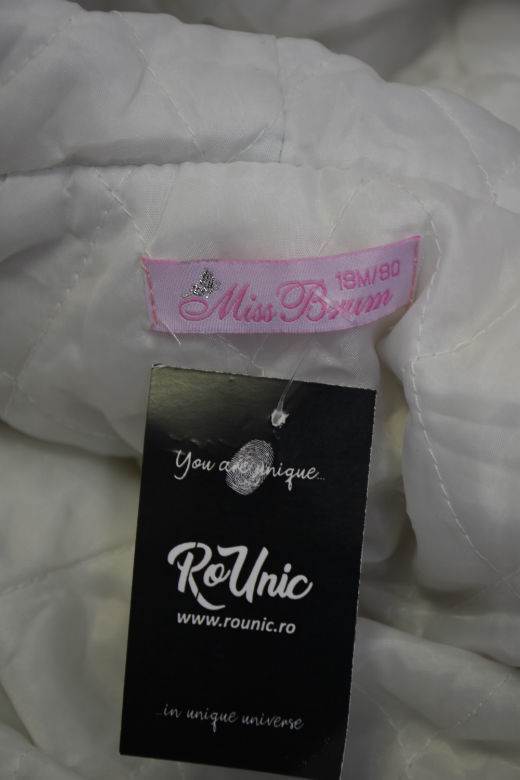 18M/80
Miss Brum
You are unique...
RoUnic
www.rounic.ro
...in unique universe